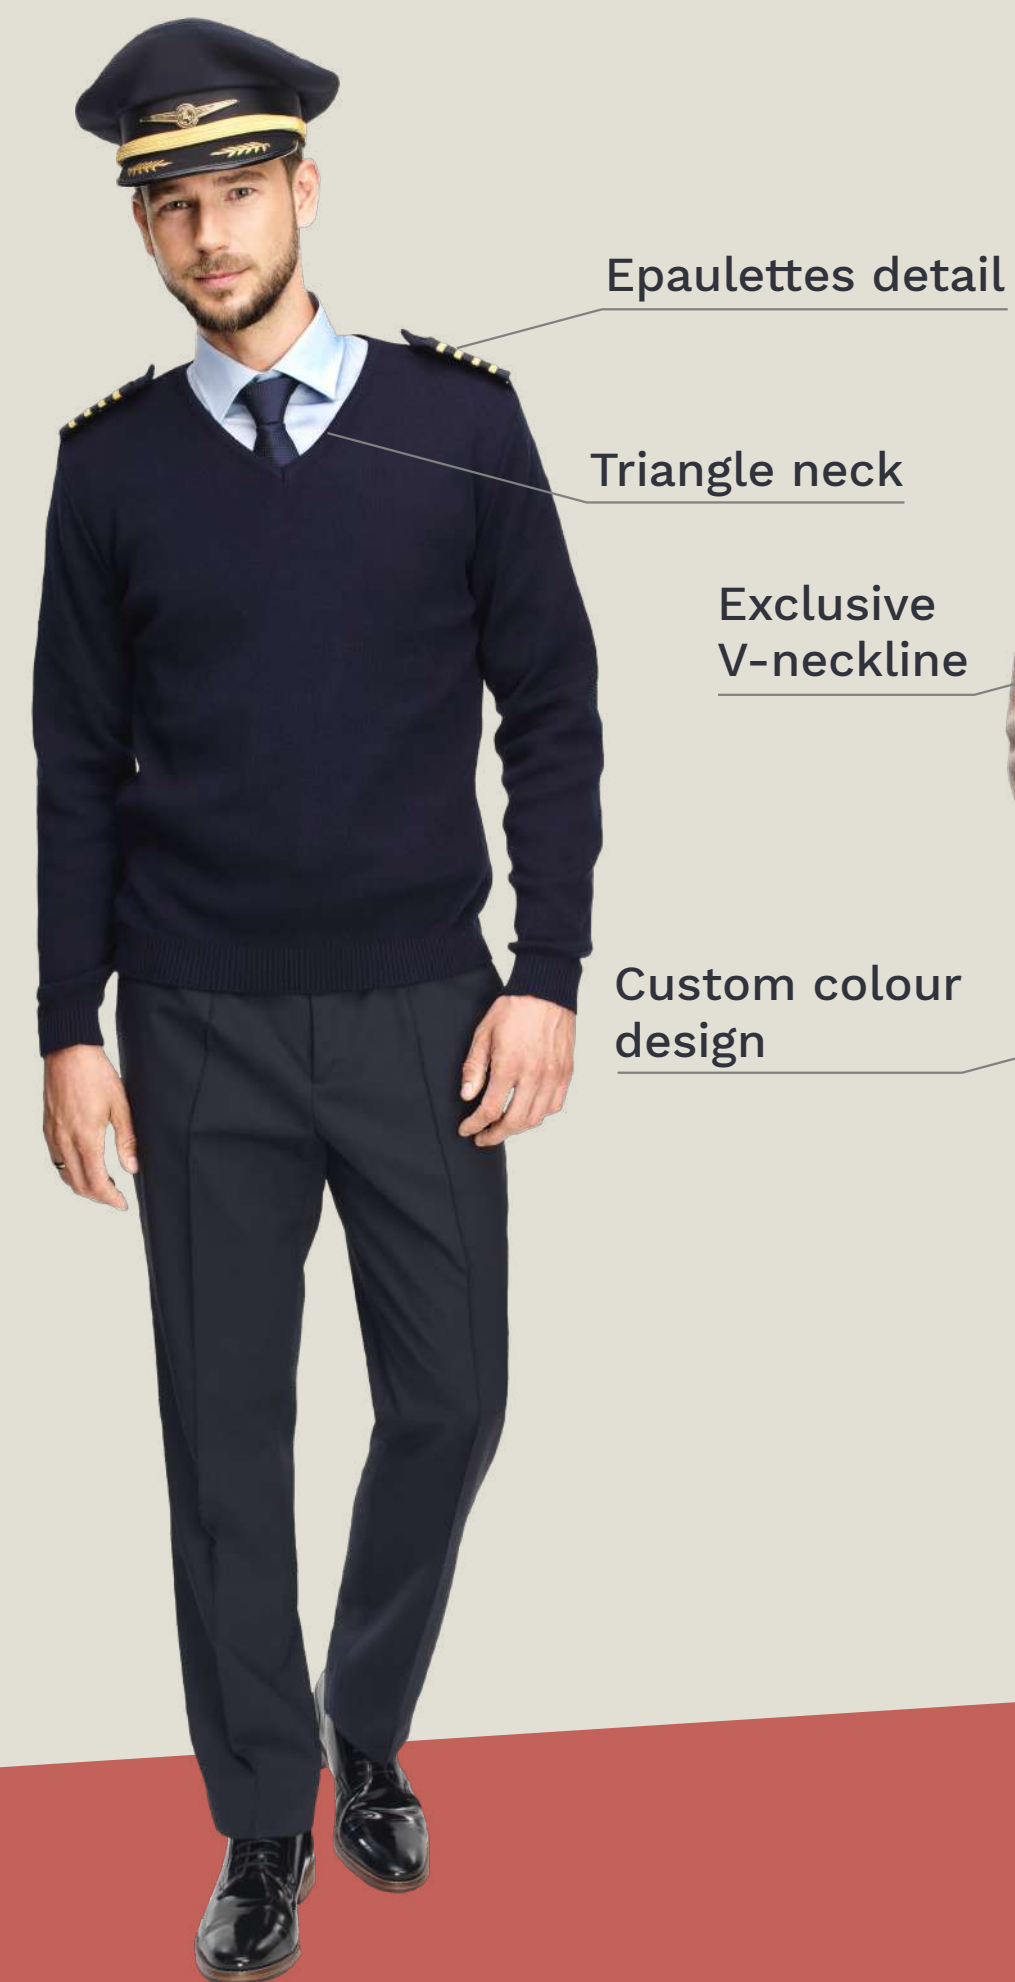 Epaulettes detail
Triangle neck
Exclusive
V-neckline
Custom colour
design